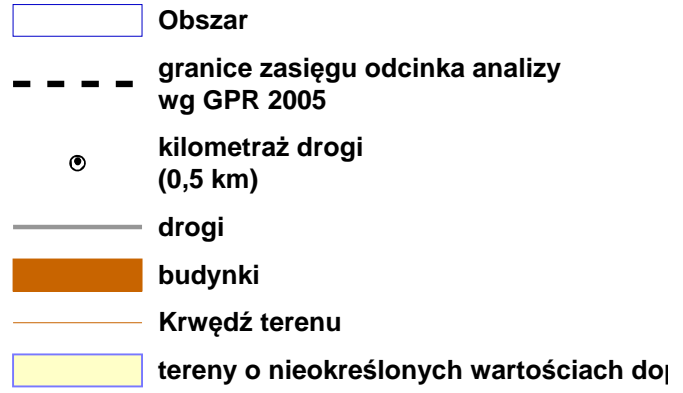 Obszar
granice zasięgu odcinka analizy
wg GPR 2005
kilometraż drogi
(0,5 km)
drogi
budynki
Krwędź terenu
tereny o nieokreślonych wartościach